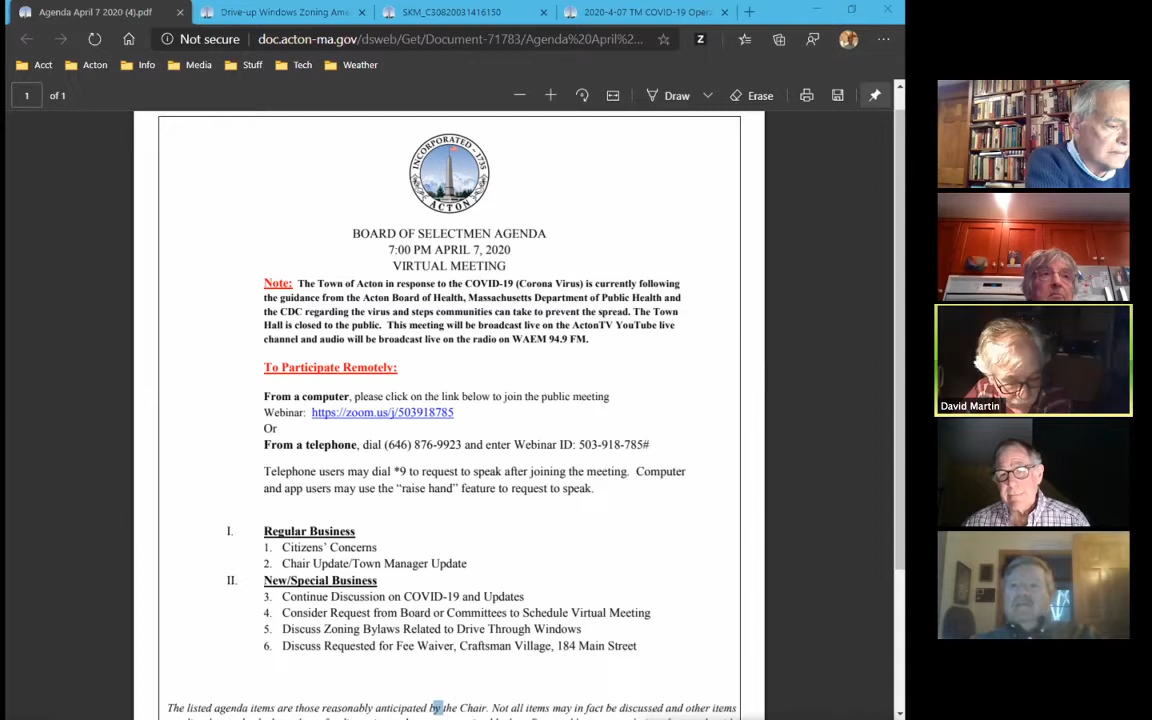 Agenda April 7 2020 (4).pdf
Drive-up Windows Zoning Ame
SKM_C30820031416150
2020-4-07 TM COVID-19 Oper
Not secure
doc.acton-ma.gov/dsweb/Get/Document-71783/Agenda%20April%2...
Z
Acct
Acton
Info
Media
Stuff
Tech
Weather
1 of 1
Draw
Erase
INCORPORATED - 1735
ACTON
BOARD OF SELECTMEN AGENDA
7:00 PM APRIL 7, 2020
VIRTUAL MEETING
Note: The Town of Acton in response to the COVID-19 (Corona Virus) is currently following
the guidance from the Acton Board of Health, Massachusetts Department of Public Health and
the CDC regarding the virus and steps communities can take to prevent the spread. The Town
Hall is closed to the public. This meeting will be broadcast live on the ActonTV YouTube live
channel and audio will be broadcast live on the radio on WAEM 94.9 FM.
To Participate Remotely:
From a computer, please click on the link below to join the public meeting
Webinar: https://zoom.us/j/503918785
Or
From a telephone, dial (646) 876-9923 and enter Webinar ID: 503-918-785#
Telephone users may dial *9 to request to speak after joining the meeting. Computer
and app users may use the “raise hand” feature to request to speak.
I. Regular Business
1. Citizens’ Concerns
2. Chair Update/Town Manager Update
II. New/Special Business
3. Continue Discussion on COVID-19 and Updates
4. Consider Request from Board or Committees to Schedule Virtual Meeting
5. Discuss Zoning Bylaws Related to Drive Through Windows
6. Discuss Requested for Fee Waiver, Craftsman Village, 184 Main Street
The listed agenda items are those reasonably anticipated by the Chair. Not all items may in fact be discussed and other items
David Martin